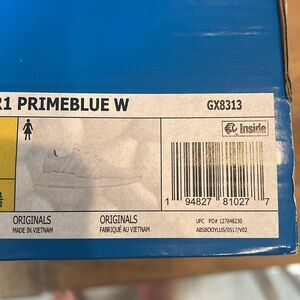 R1 PRIMEBLUE W
GX8313
Inside
1 94827 81027 7
ORIGINALS
ORIGINALS
MADE IN VIETNAM
FABRIQUÉ AU VIETNAM
UPC PO# 127848230
ABSBODYLUS/0517/V02